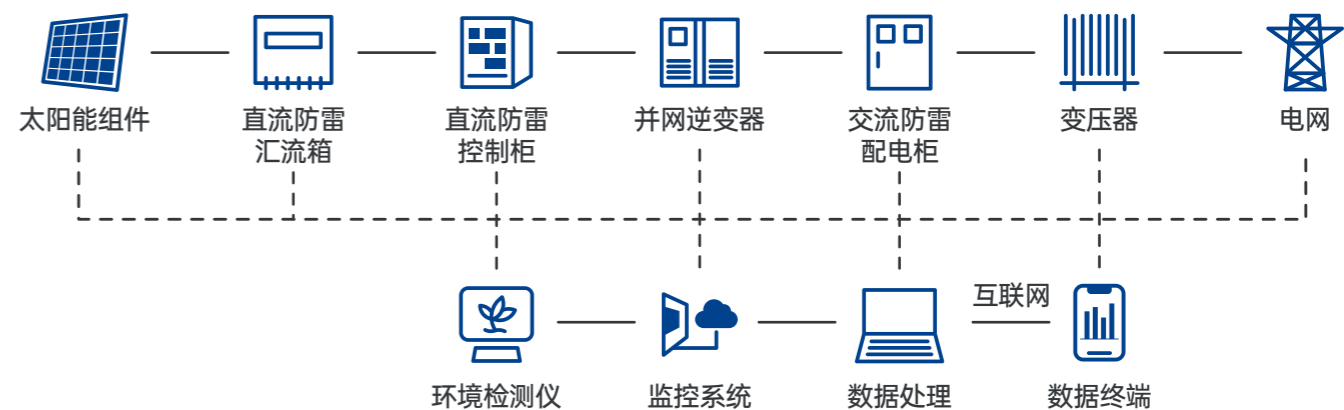 太阳能组件
直流防雷
汇流箱
直流防雷
控制柜
并网逆变器
交流防雷
配电柜
变压器
电网
互联网
环境检测仪
监控系统
数据处理
数据终端